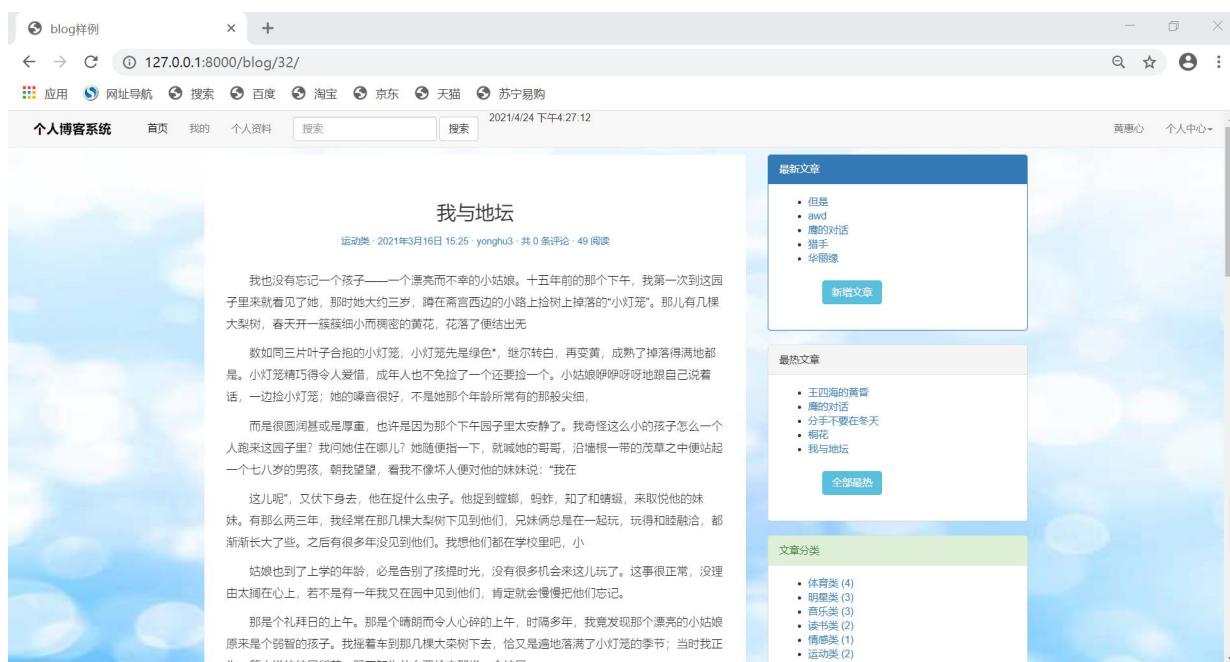 blog样例
127.0.0.1:8000/blog/32/
应用 网址导航 搜索 百度 淘宝 京东 天猫 苏宁易购
个人博客系统 首页 我的 个人资料 搜索 搜索 2021/4/24 下午4:27:12 黄惠心 个人中心
我与地坛
运动类 · 2021年3月16日 15:25 · yonghu3 · 共 0 条评论 · 49 阅读
我也没有忘记一个孩子——一个漂亮而不幸的小姑娘。十五年前的那个下午，我第一次到这园
子里来就看见了她，那时她大约三岁，蹲在斋宫西边的小路上捡树上掉落的“小灯笼”。那儿有几棵
大梨树，春天开一簇簇细小而稠密的黄花，花落了便结出无
数如同三片叶子合抱的小灯笼，小灯笼先是绿色*，继尔转白，再变黄，成熟了掉落得满地都
是。小灯笼精巧得令人爱惜，成年人也不免捡了一个还要捡一个。小姑娘咿咿呀呀地跟自己说着
话，一边捡小灯笼；她的嗓音很好，不是她那个年龄所常有的那般尖细，
而是很圆润甚或是厚重，也许是因为那个下午园子里太安静了。我奇怪这么小的孩子怎么一个
人跑来这园子里？我问她住在哪儿？她随便指一下，就喊她的哥哥，沿墙根一带的茂草之中便站起
一个七八岁的男孩，朝我望望，看我不像坏人便对他的妹妹说：“我在
这儿呢”，又伏下身去，他在捉什么虫子。他捉到螳螂，蚂蚱，知了和蜻蜓，来取悦他的妹
妹。有那么两三年，我经常在那几棵大梨树下见到他们，兄妹俩总是在一起玩，玩得和睦融洽，都
渐渐长大了些。之后有很多年没见到他们。我想他们都在学校里吧，小
姑娘也到了上学的年龄，必是告别了孩提时光，没有很多机会来这儿玩了。这事很正常，没理
由太搁在心上，若不是有一年我又在园中见到他们，肯定就会慢慢把他们忘记。
那是个礼拜日的上午。那是个晴朗而令人心碎的上午，时隔多年，我竟发现那个漂亮的小姑娘
原来是个弱智的孩子。我摇着车到那几棵大栾树下去，恰又是遍地落满了小灯笼的季节；当时我正
最新文章
但是
awd
鹰的对话
猎手
华丽缘
新增文章
最热文章
王四海的黄昏
鹰的对话
分手不要在冬天
桐花
我与地坛
全部最热
文章分类
体育类 (4)
明星类 (3)
音乐类 (3)
读书类 (2)
情感类 (1)
运动类 (2)